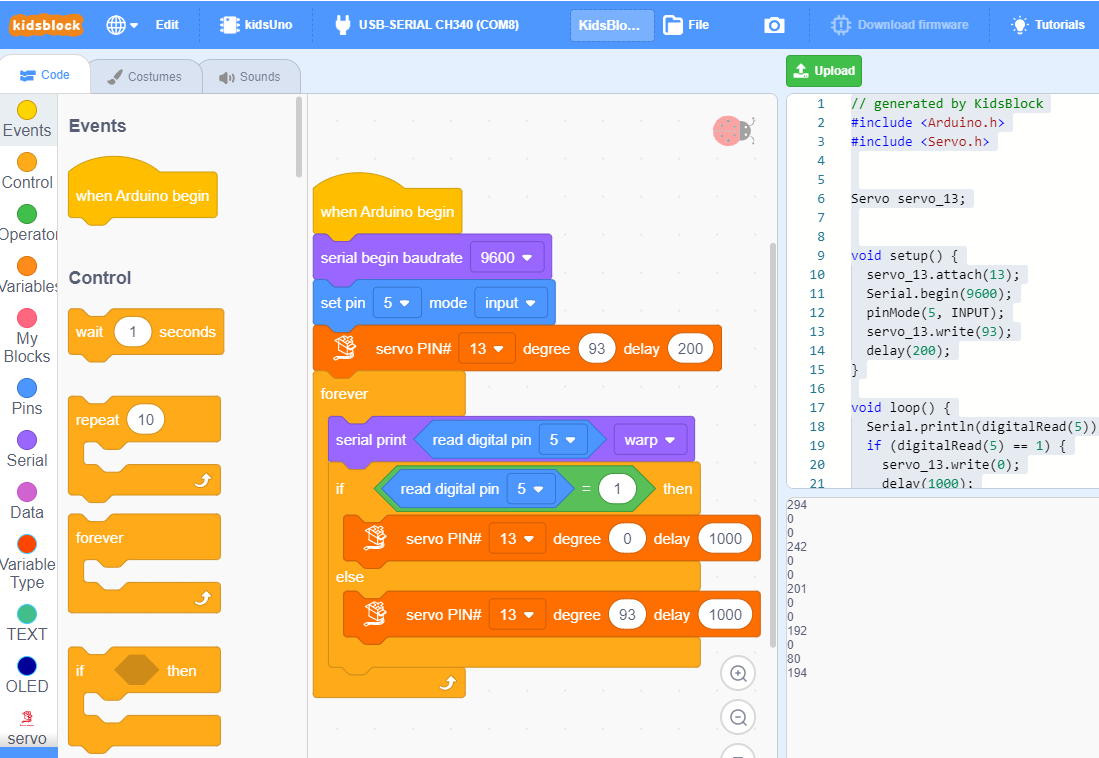 kidsblock
Edit
kidsUno
USB-SERIAL CH340 (COM8)
KidsBlo...
File
Download firmware
Tutorials
Code
Costumes
Sounds
Upload
Events
Control
Operator
Variables
My
Blocks
Pins
Serial
Data
Variable
Type
TEXT
OLED
servo
Events
when Arduino begin
Control
wait 1 seconds
repeat 10
forever
if then
when Arduino begin
serial begin baudrate 9600
set pin 5 mode input
servo PIN# 13 degree 93 delay 200
forever
serial print read digital pin 5 warp
if read digital pin 5 = 1 then
servo PIN# 13 degree 0 delay 1000
else
servo PIN# 13 degree 93 delay 1000
1 // generated by KidsBlock
2 #include <Arduino.h>
3 #include <Servo.h>
4
5
6 Servo servo_13;
7
8
9 void setup() {
10 servo_13.attach(13);
11 Serial.begin(9600);
12 pinMode(5, INPUT);
13 servo_13.write(93);
14 delay(200);
15 }
16
17 void loop() {
18 Serial.println(digitalRead(5))
19 if (digitalRead(5) == 1) {
20 servo_13.write(0);
21 delay(1000);
294
0
0
242
0
0
201
0
0
192
0
80
194